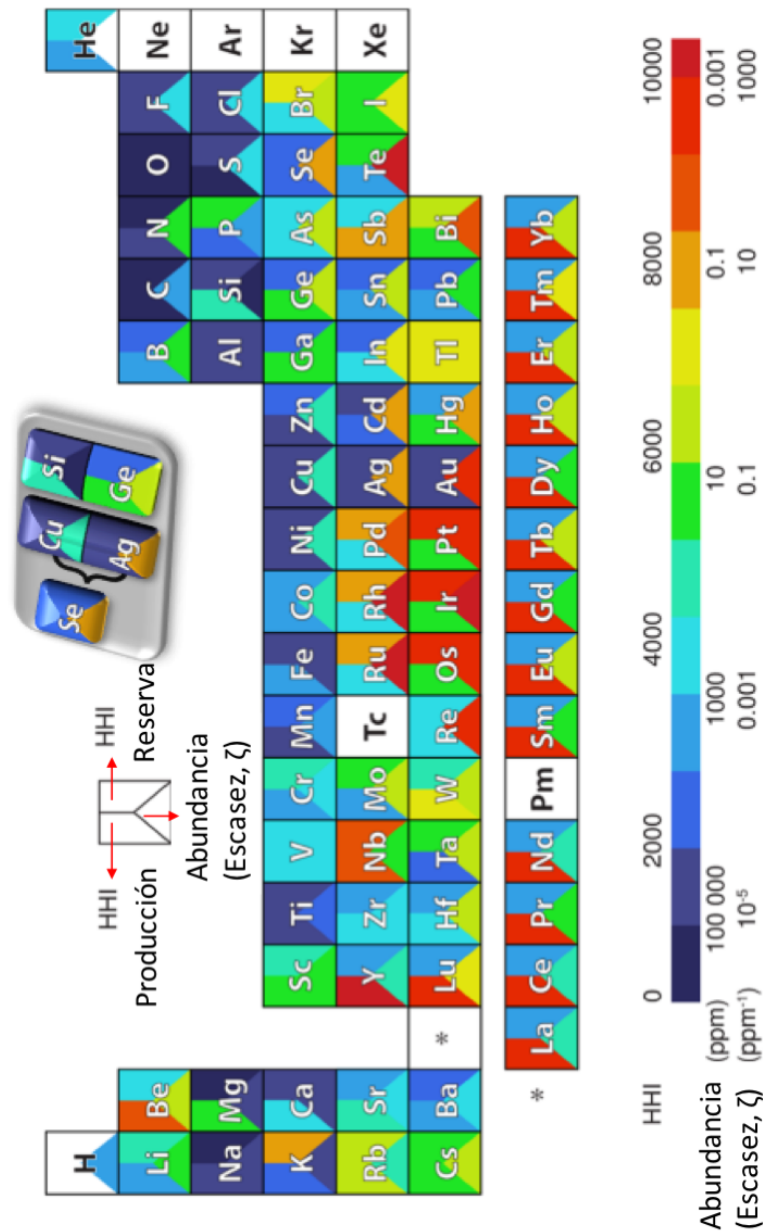 H He
HHI HHI
Producción Reserva
Abundancia
(Escasez, ζ)
Se Cu Si
Ag Ge
Li Be B C N O F Ne
Na Mg Al Si P S Cl Ar
K Ca Sc Ti V Cr Mn Fe Co Ni Cu Zn Ga Ge As Se Br Kr
Rb Sr Y Zr Nb Mo Tc Ru Rh Pd Ag Cd In Sn Sb Te I Xe
Cs Ba * Lu Hf Ta W Re Os Ir Pt Au Hg Tl Pb Bi
* La Ce Pr Nd Pm Sm Eu Gd Tb Dy Ho Er Tm Yb
HHI 0 2000 4000 6000 8000 10000
Abundancia (ppm) 100 000 1000 10 0.1 0.001
(Escasez, ζ) (ppm⁻¹) 10⁻⁵ 0.001 0.1 10 1000